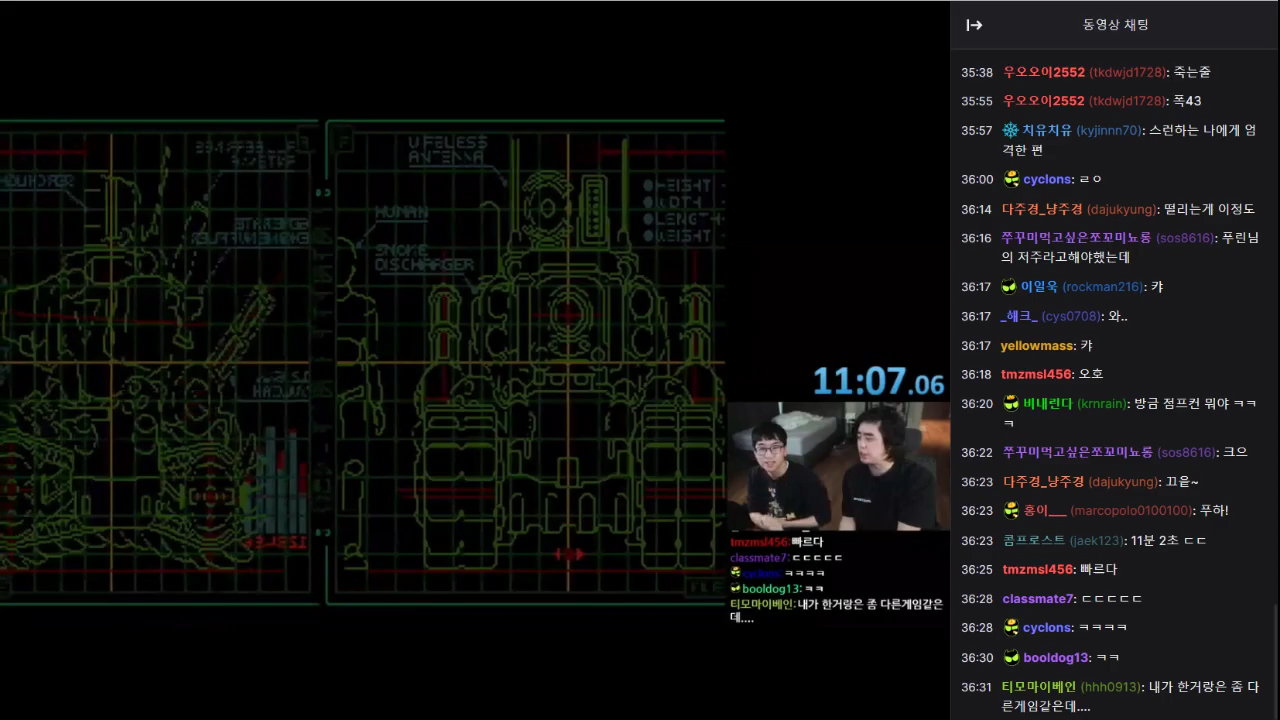 동영상 채팅
35:38 우오오이2552 (tkdwjd1728): 죽는줄
35:55 우오오이2552 (tkdwjd1728): 폭43
35:57 치유치유 (kyjinnn70): 스런하는 나에게 엄
격한 편
36:00 cyclons: ㄹㅇ
36:14 다주경_냥주경 (dajukyung): 떨리는게 이정도
36:16 쭈꾸미먹고싶은쪼꼬미뇨롱 (sos8616): 푸린님
의 저주라고해야했는데
36:17 이일욱 (rockman216): 캬
36:17 _해크_ (cys0708): 와..
36:17 yellowmass: 캬
36:18 tmzmsl456: 오호
36:20 비내린다 (krnrain): 방금 점프컨 뭐야 ㅋㅋ
ㅋ
36:22 쭈꾸미먹고싶은쪼꼬미뇨롱 (sos8616): 크으
36:23 다주경_냥주경 (dajukyung): 끄읕~
36:23 홍이___ (marcopolo0100100): 푸하!
36:23 콤프로스트 (jaek123): 11분 2초 ㄷㄷ
36:25 tmzmsl456: 빠르다
36:28 classmate7: ㄷㄷㄷㄷㄷ
36:28 cyclons: ㅋㅋㅋㅋ
36:30 booldog13: ㅋㅋ
36:31 티모마이베인 (hhh0913): 내가 한거랑은 좀 다
른게임같은데....
ANTENNA
HUMAN
SMOKE
DISCHARGER
HEIGHT
WIDTH
LENGTH
WEIGHT
11:07.06
tmzmsl456: 빠르다
classmate7: ㄷㄷㄷㄷㄷ
cyclons: ㅋㅋㅋㅋ
booldog13: ㅋㅋ
티모마이베인: 내가 한거랑은 좀 다른게임같은
데....